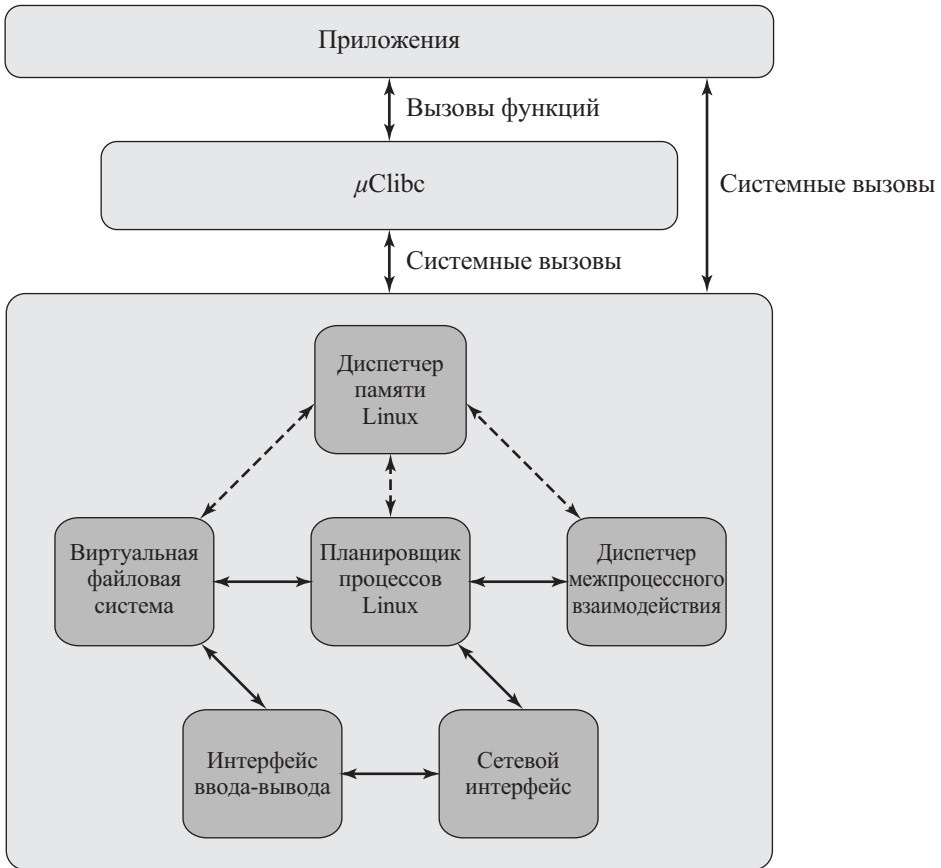 Приложения
Вызовы функций
μClibc
Системные вызовы
Системные вызовы
Диспетчер
памяти
Linux
Виртуальная
файловая
система
Планировщик
процессов
Linux
Диспетчер
межпроцессного
взаимодействия
Интерфейс
ввода-вывода
Сетевой
интерфейс